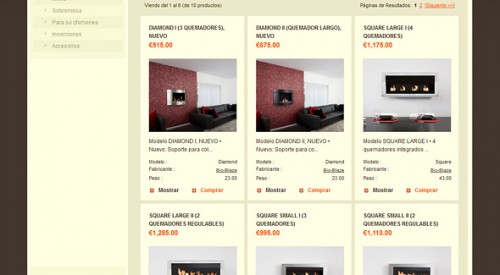 Sobremesa
Para su chimenea
Inserciones
Accesorios
Viendo del 1 al 6 (de 10 productos)
Páginas de Resultados: 1 2 [Siguiente >>]
DIAMOND I (3 QUEMADORES), NUEVO
€515.00
Modelo DIAMOND I, NUEVO •
Nuevo: Soporte para col...
Modelo : Diamond
Fabricante : Bio-Blaze
Peso : 23.00
Mostrar Comprar
DIAMOND II (QUEMADOR LARGO), NUEVO
€675.00
Modelo DIAMOND II, NUEVO •
Nuevo: Soporte para co...
Modelo : Diamond
Fabricante : Bio-Blaze
Peso : 23.00
Mostrar Comprar
SQUARE LARGE I (4 QUEMADORES)
€1,175.00
Modelo SQUARE LARGE I • 4
quemadores integrados ...
Modelo : Square
Fabricante : Bio-Blaze
Peso : 43.00
Mostrar Comprar
SQUARE LARGE II (2 QUEMADORES REGULABLES)
€1,285.00
SQUARE SMALL I (3 QUEMADORES)
€995.00
SQUARE SMALL II (2 QUEMADORES REGULABLES)
€1,110.00